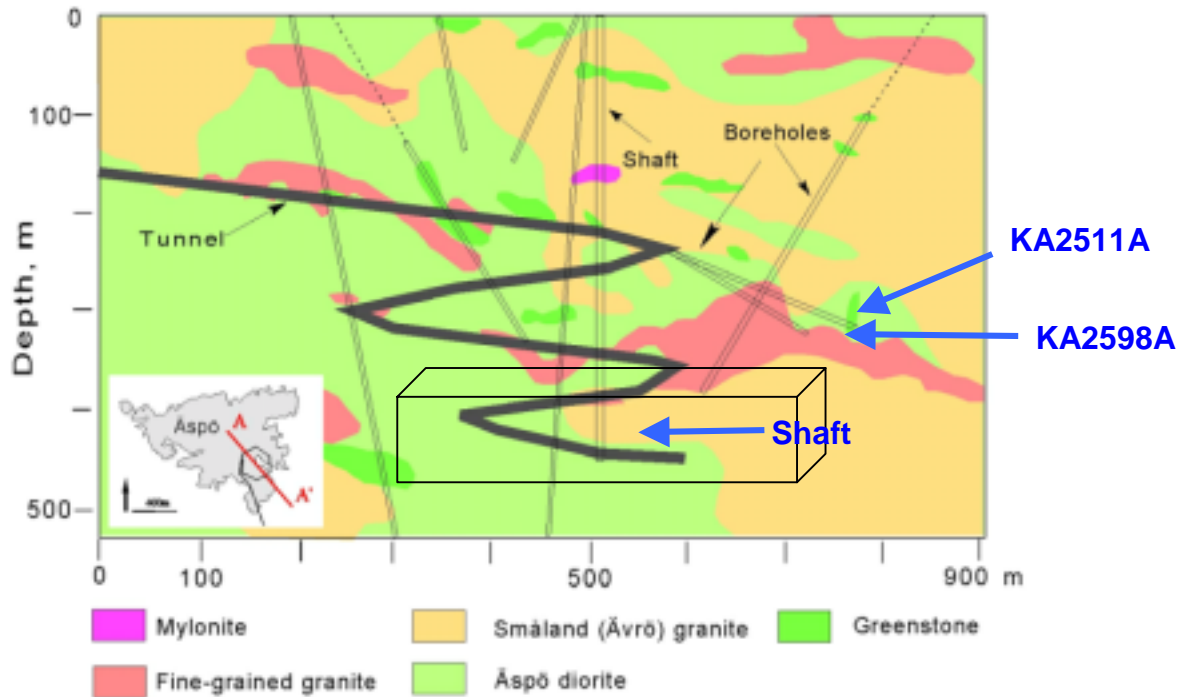 0
100
500
Depth, m
Tunnel
Shaft
Boreholes
KA2511A
KA2598A
Shaft
Äspö
A
A'
400m
0
100
500
900 m
Mylonite
Småland (Ävrö) granite
Greenstone
Fine-grained granite
Äspö diorite